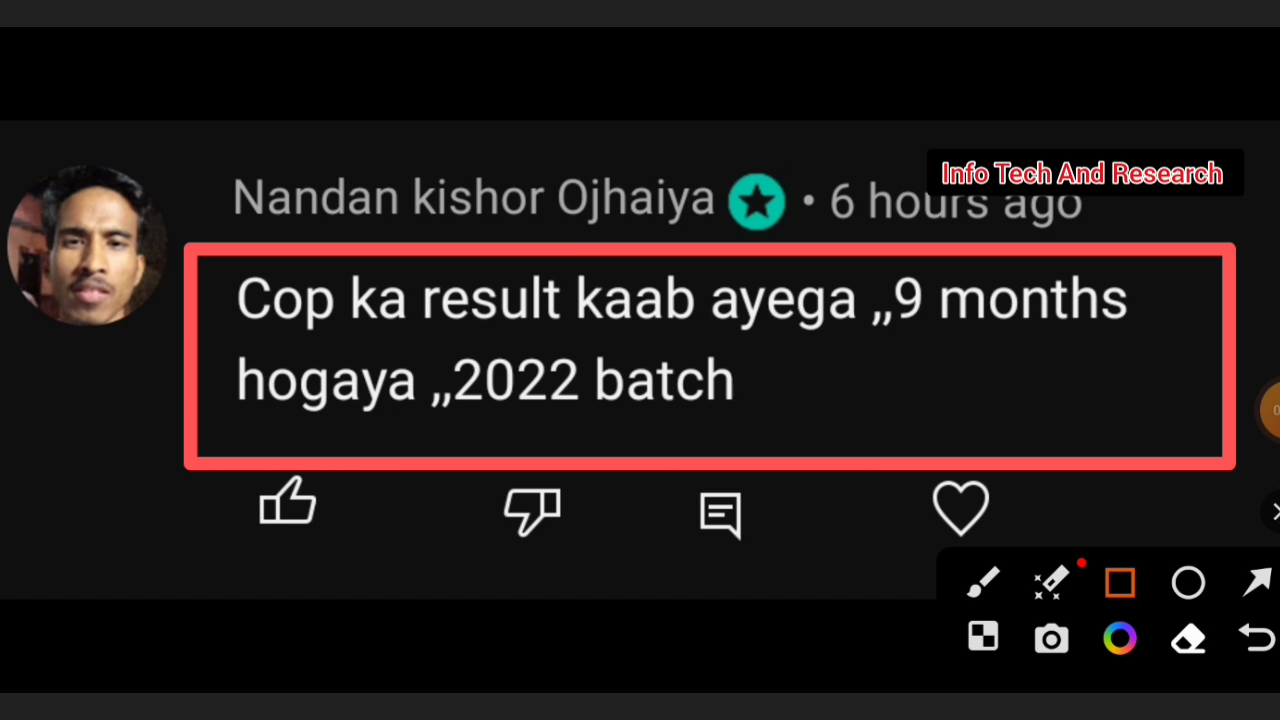 Info Tech And Research
Nandan kishor Ojhaiya • 6 hours ago
Cop ka result kaab ayega ,,9 months
hogaya ,,2022 batch